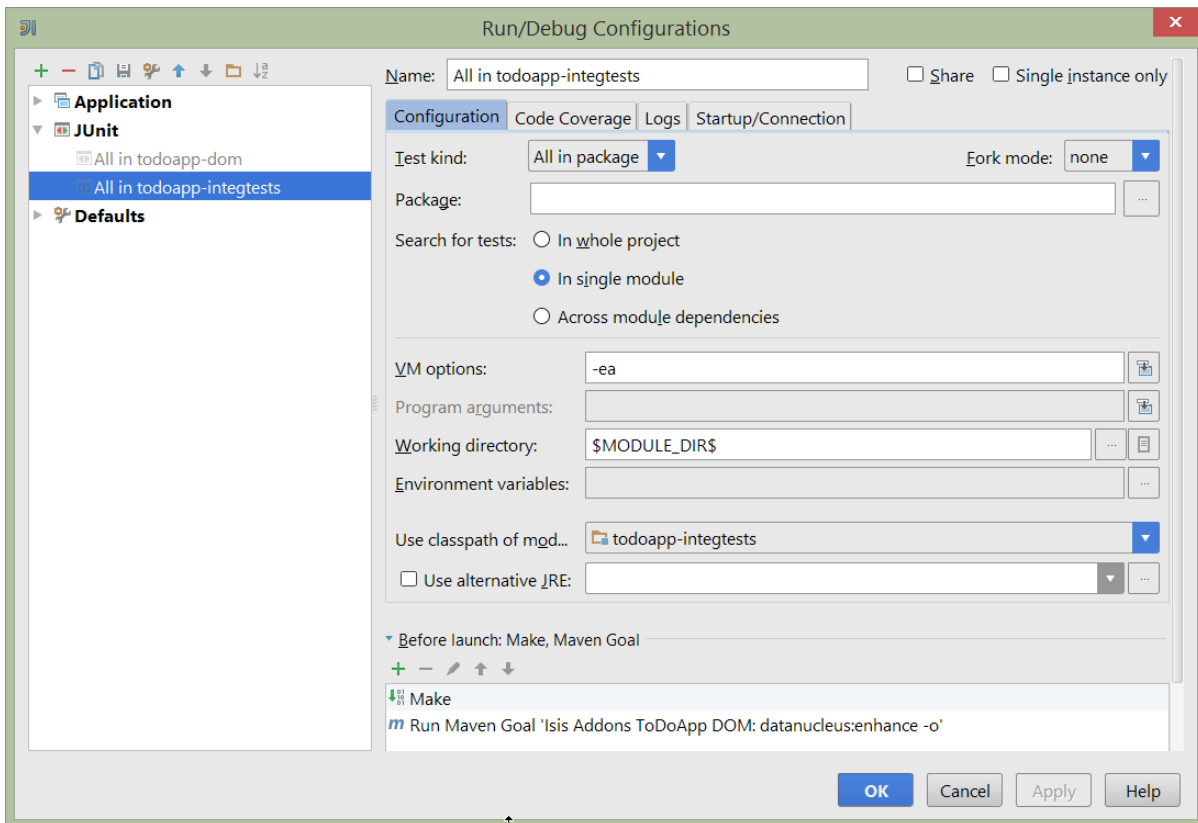 Run/Debug Configurations
Name: All in todoapp-integtests Share Single instance only
Application
JUnit
All in todoapp-dom
All in todoapp-integtests
Defaults
Configuration Code Coverage Logs Startup/Connection
Test kind: All in package Fork mode: none
Package: ...
Search for tests: In whole project
In single module
Across module dependencies
VM options: -ea
Program arguments:
Working directory: $MODULE_DIR$ ...
Environment variables: ...
Use classpath of mod... todoapp-integtests
Use alternative JRE: ...
Before launch: Make, Maven Goal
Make
Run Maven Goal 'Isis Addons ToDoApp DOM: datanucleus:enhance -o'
OK Cancel Apply Help